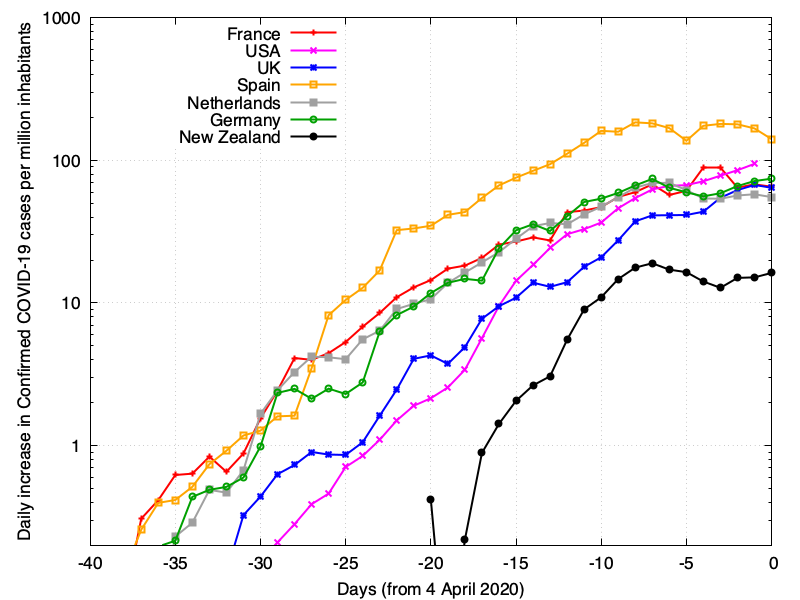 1000
100
10
1
Daily increase in Confirmed COVID-19 cases per million inhabitants
France
USA
UK
Spain
Netherlands
Germany
New Zealand
-40 -35 -30 -25 -20 -15 -10 -5 0
Days (from 4 April 2020)